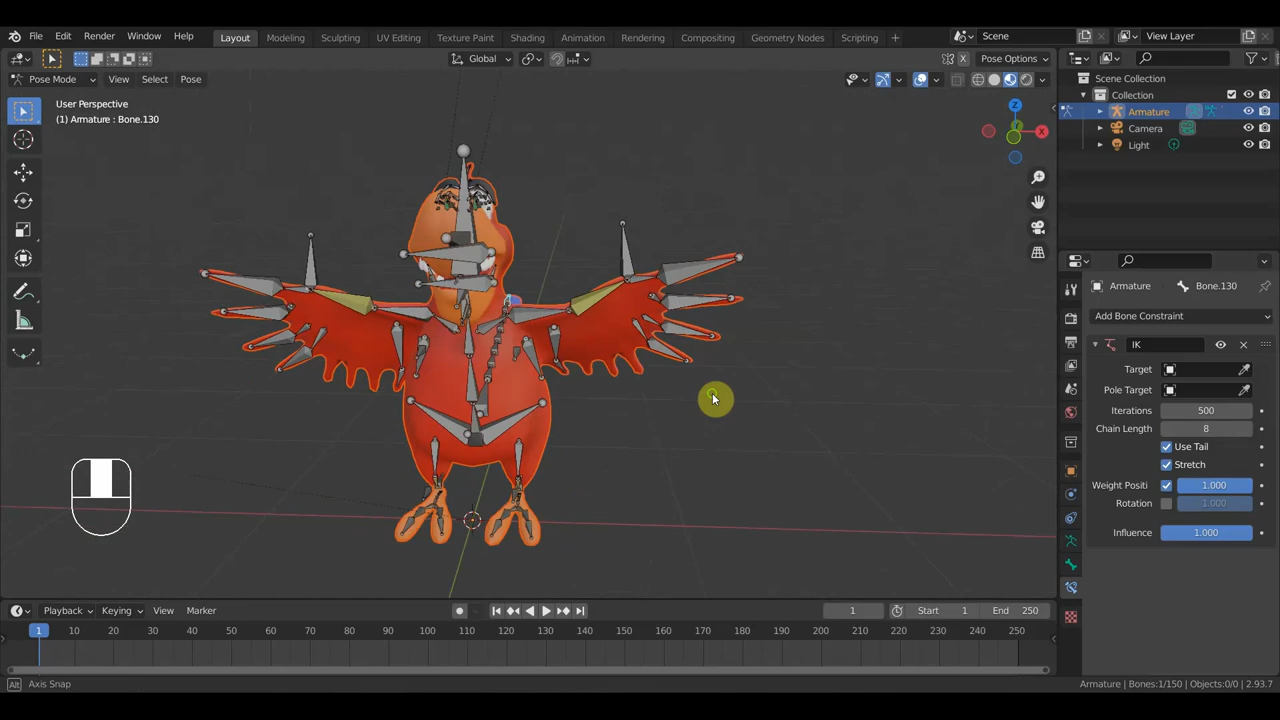 File Edit Render Window Help Layout Modeling Sculpting UV Editing Texture Paint Shading Animation Rendering Compositing Geometry Nodes Scripting + Scene View Layer
Global X Pose Options
Pose Mode View Select Pose
User Perspective
(1) Armature : Bone.130
Z
X
Scene Collection
Collection
Armature
Camera
Light
Armature Bone.130
Add Bone Constraint
IK
Target
Pole Target
Iterations 500
Chain Length 8
Use Tail
Stretch
Weight Positi 1.000
Rotation 1.000
Influence 1.000
Playback Keying View Marker 1 Start 1 End 250
1 10 20 30 40 50 60 70 80 90 100 110 120 130 140 150 160 170 180 190 200 210 220 230 240 250
Alt Axis Snap Armature | Bones:1/150 | Objects:0/0 | 2.93.7